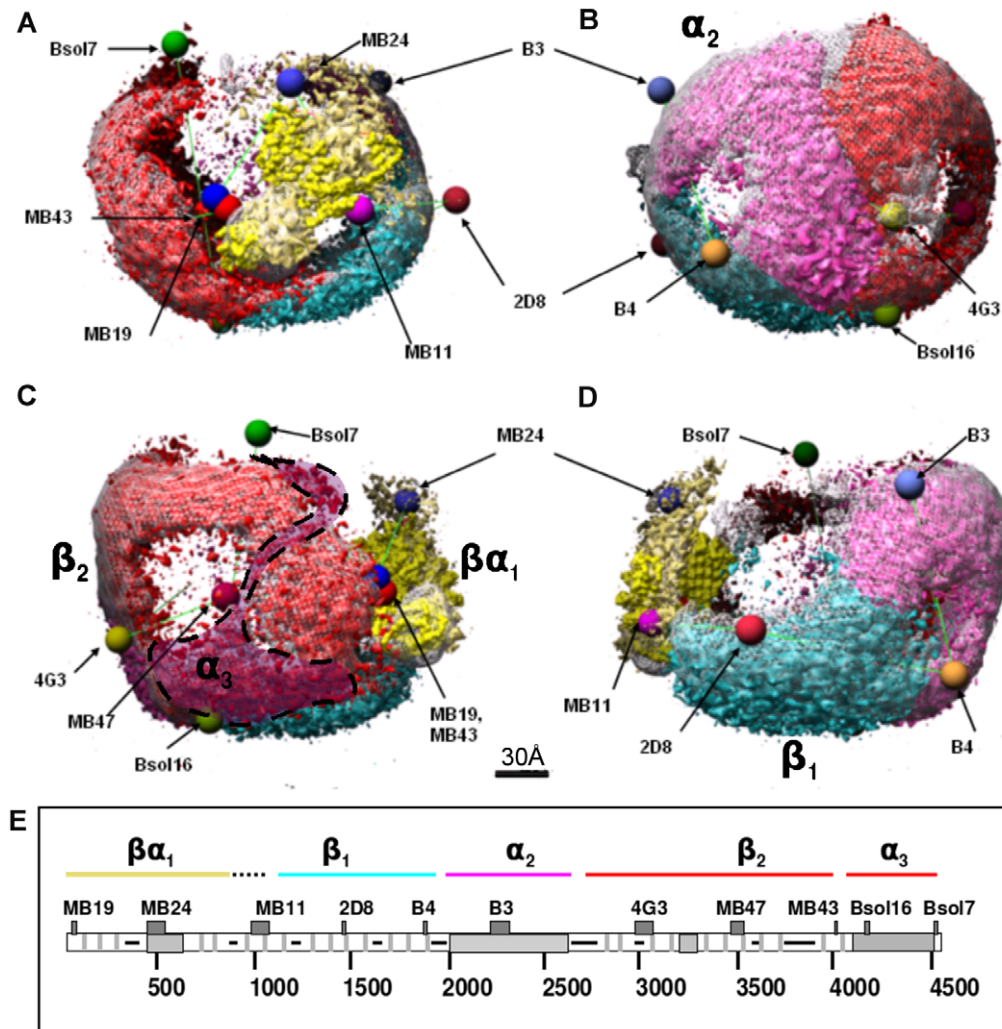 A
B
Bsol7
MB24
B3
α2
MB43
MB19
MB11
2D8
B4
4G3
Bsol16
C
D
Bsol7
MB24
Bsol7
B3
β2
βα1
α3
4G3
MB47
Bsol16
MB19,
MB43
MB11
2D8
B4
β1
30Å
E
βα1 β1 α2 β2 α3
MB19 MB24 MB11 2D8 B4 B3 4G3 MB47 MB43 Bsol16 Bsol7
500 1000 1500 2000 2500 3000 3500 4000 4500